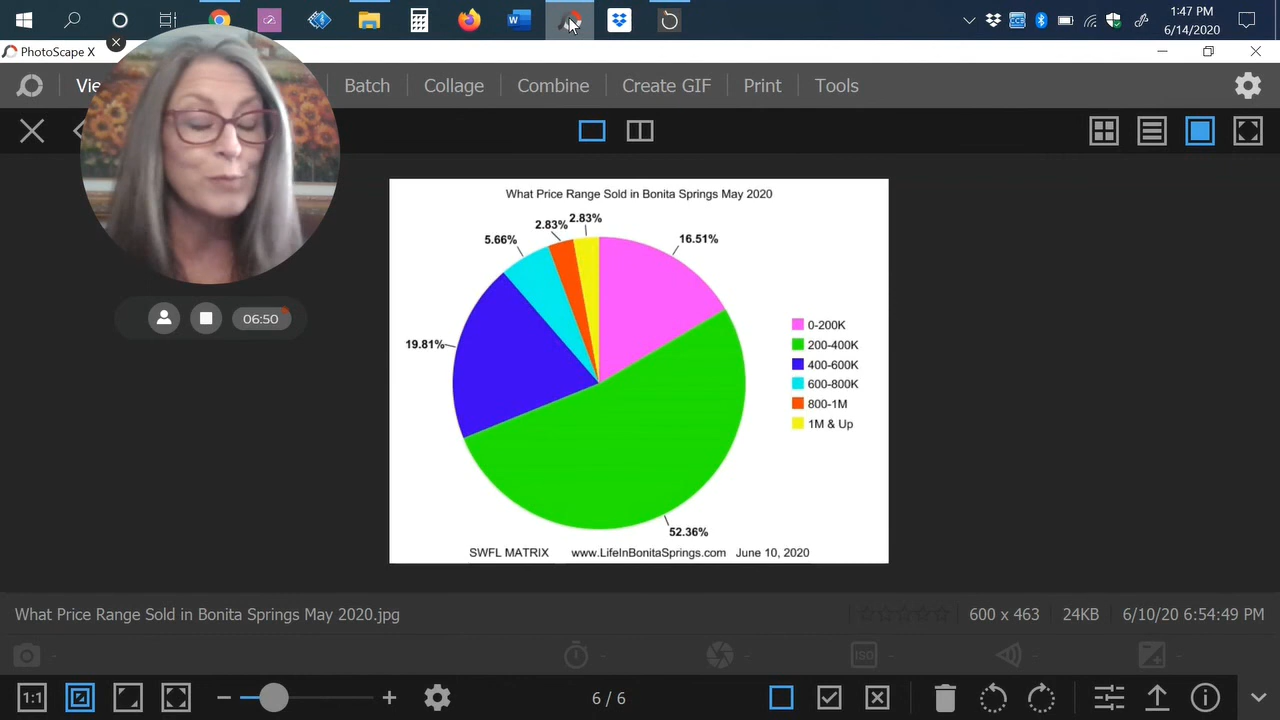 1:47 PM
6/14/2020
PhotoScape X
Batch
Collage
Combine
Create GIF
Print
Tools
What Price Range Sold in Bonita Springs May 2020
2.83%
2.83%
5.66%
16.51%
19.81%
52.36%
0-200K
200-400K
400-600K
600-800K
800-1M
1M & Up
SWFL MATRIX www.LifeInBonitaSprings.com June 10, 2020
06:50
What Price Range Sold in Bonita Springs May 2020.jpg
600 x 463
24KB
6/10/20 6:54:49 PM
ISO
1:1
6 / 6